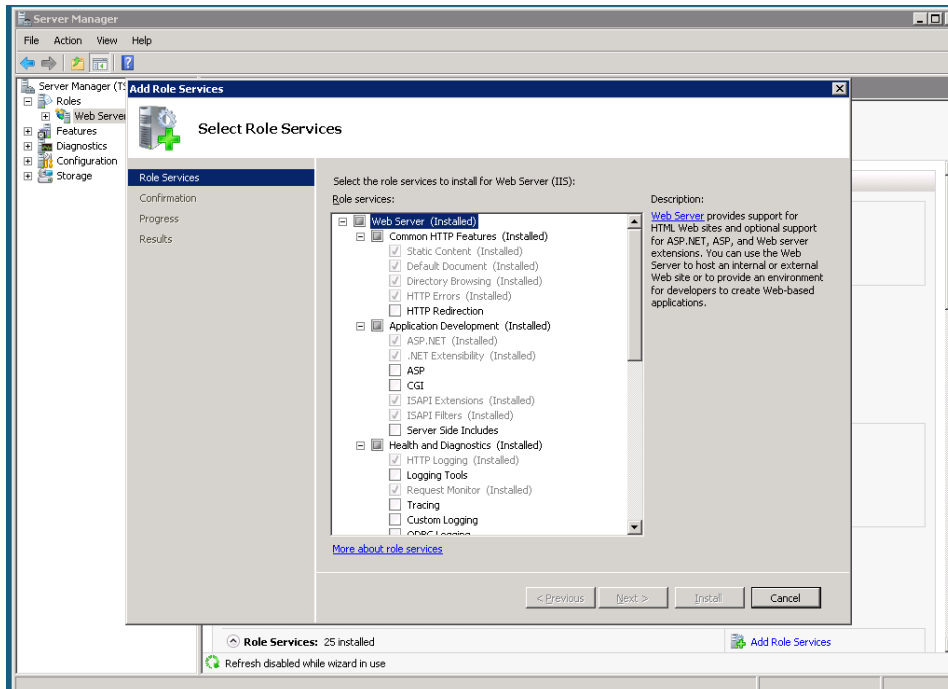 Server Manager
File Action View Help
Server Manager (TS
Roles
Web Server
Features
Diagnostics
Configuration
Storage
Add Role Services
Select Role Services
Role Services
Confirmation
Progress
Results
Select the role services to install for Web Server (IIS):
Role services:
Web Server (Installed)
Common HTTP Features (Installed)
Static Content (Installed)
Default Document (Installed)
Directory Browsing (Installed)
HTTP Errors (Installed)
HTTP Redirection
Application Development (Installed)
ASP.NET (Installed)
.NET Extensibility (Installed)
ASP
CGI
ISAPI Extensions (Installed)
ISAPI Filters (Installed)
Server Side Includes
Health and Diagnostics (Installed)
HTTP Logging (Installed)
Logging Tools
Request Monitor (Installed)
Tracing
Custom Logging
ODBC Logging
More about role services
Description:
Web Server provides support for
HTML Web sites and optional support
for ASP.NET, ASP, and Web server
extensions. You can use the Web
Server to host an internal or external
Web site or to provide an environment
for developers to create Web-based
applications.
< Previous Next > Install Cancel
Role Services: 25 installed
Add Role Services
Refresh disabled while wizard in use